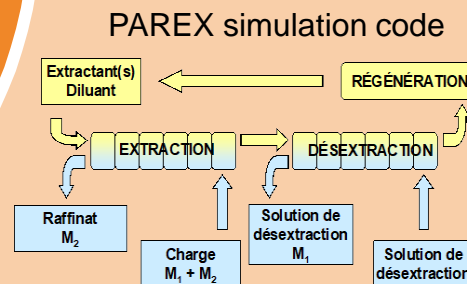 PAREX simulation code
Extractant(s)
Diluant
RÉGÉNÉRATION
EXTRACTION
DÉSEXTRACTION
Raffinat
M₂
Charge
M₁ + M₂
Solution de
désextraction
M₁
Solution de
désextraction